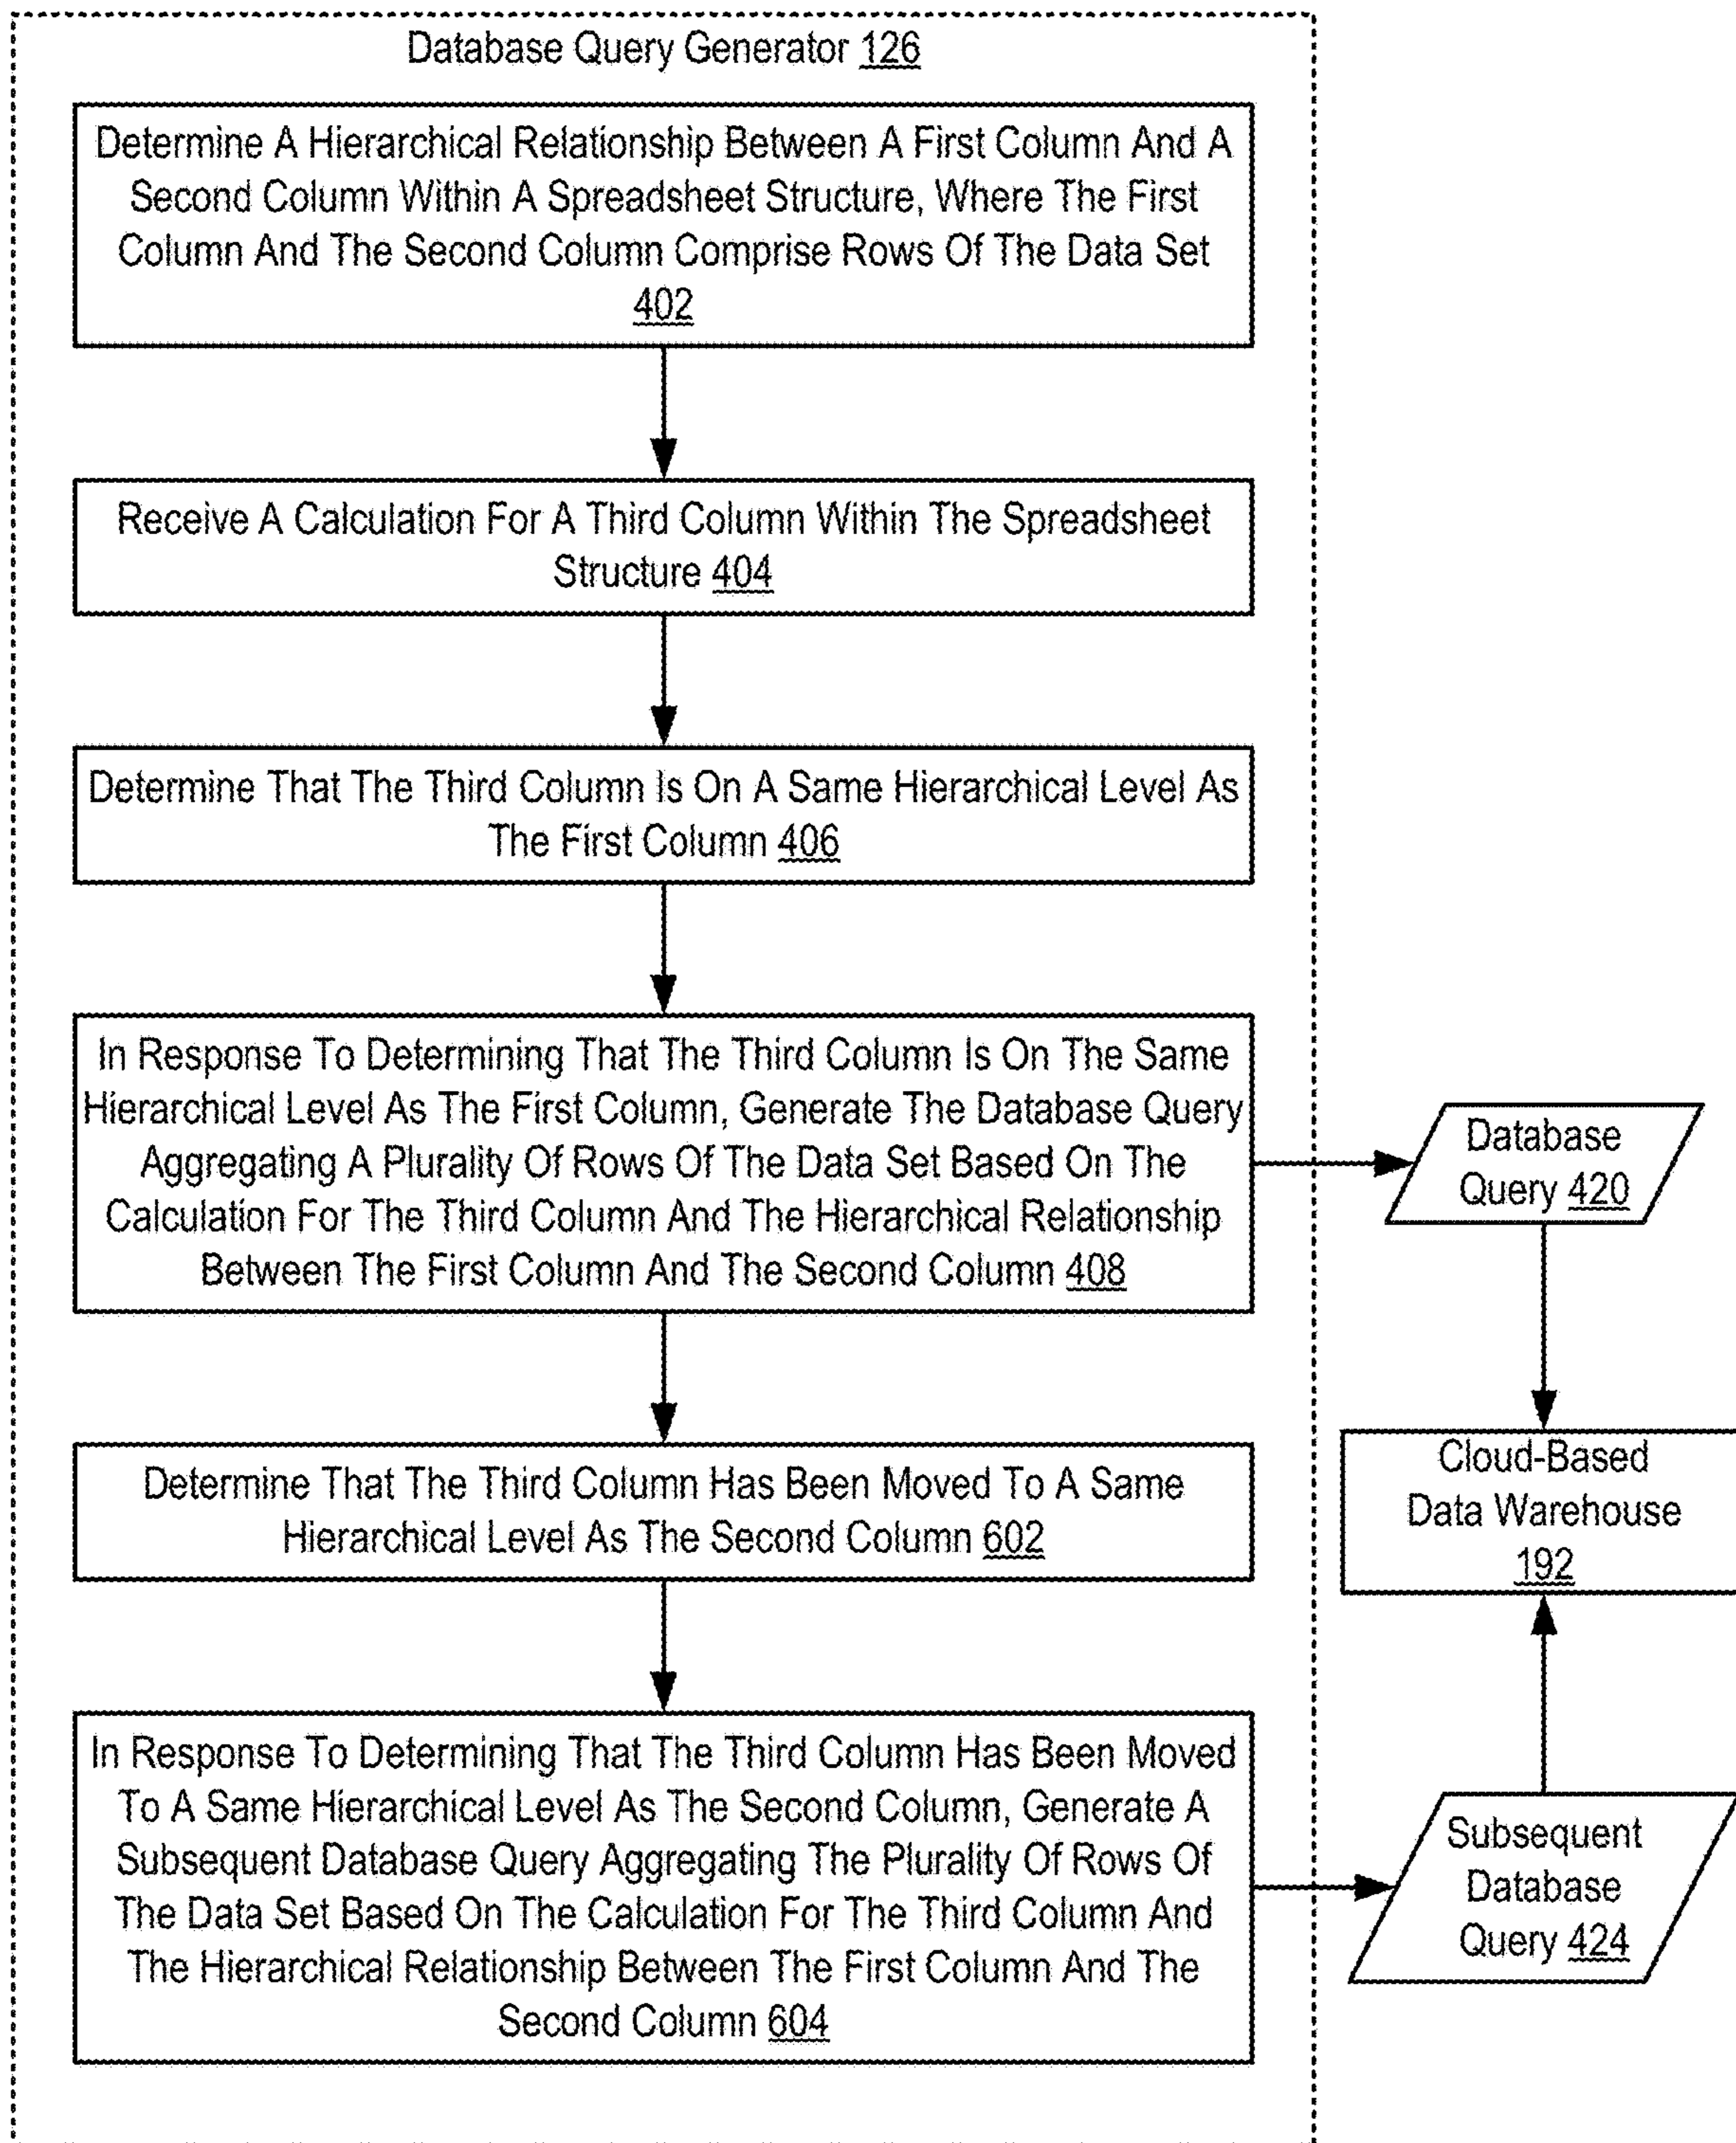 Database Query Generator 126
Determine A Hierarchical Relationship Between A First Column And A
Second Column Within A Spreadsheet Structure, Where The First
Column And The Second Column Comprise Rows Of The Data Set
402
Receive A Calculation For A Third Column Within The Spreadsheet
Structure 404
Determine That The Third Column Is On A Same Hierarchical Level As
The First Column 406
In Response To Determining That The Third Column Is On The Same
Hierarchical Level As The First Column, Generate The Database Query
Aggregating A Plurality Of Rows Of The Data Set Based On The
Calculation For The Third Column And The Hierarchical Relationship
Between The First Column And The Second Column 408
Database
Query 420
Cloud-Based
Data Warehouse
192
Determine That The Third Column Has Been Moved To A Same
Hierarchical Level As The Second Column 602
In Response To Determining That The Third Column Has Been Moved
To A Same Hierarchical Level As The Second Column, Generate A
Subsequent Database Query Aggregating The Plurality Of Rows Of
The Data Set Based On The Calculation For The Third Column And
The Hierarchical Relationship Between The First Column And The
Second Column 604
Subsequent
Database
Query 424